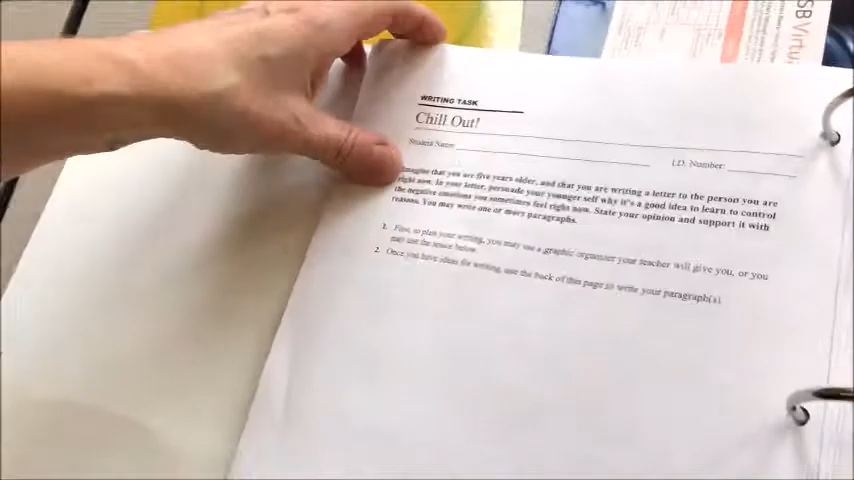 SBVirtu
WRITING TASK
Chill Out!
Student Name
I.D. Number:
Imagine that you are five years older, and that you are writing a letter to the person you are
right now. In your letter, persuade your younger self why it's a good idea to learn to control
the negative emotions you sometimes feel right now. State your opinion and support it with
reasons. You may write one or more paragraphs.
1. First, to plan your writing, you may use a graphic organizer your teacher will give you, or you
may use the space below.
2. Once you have ideas for writing, use the back of this page to write your paragraph(s).